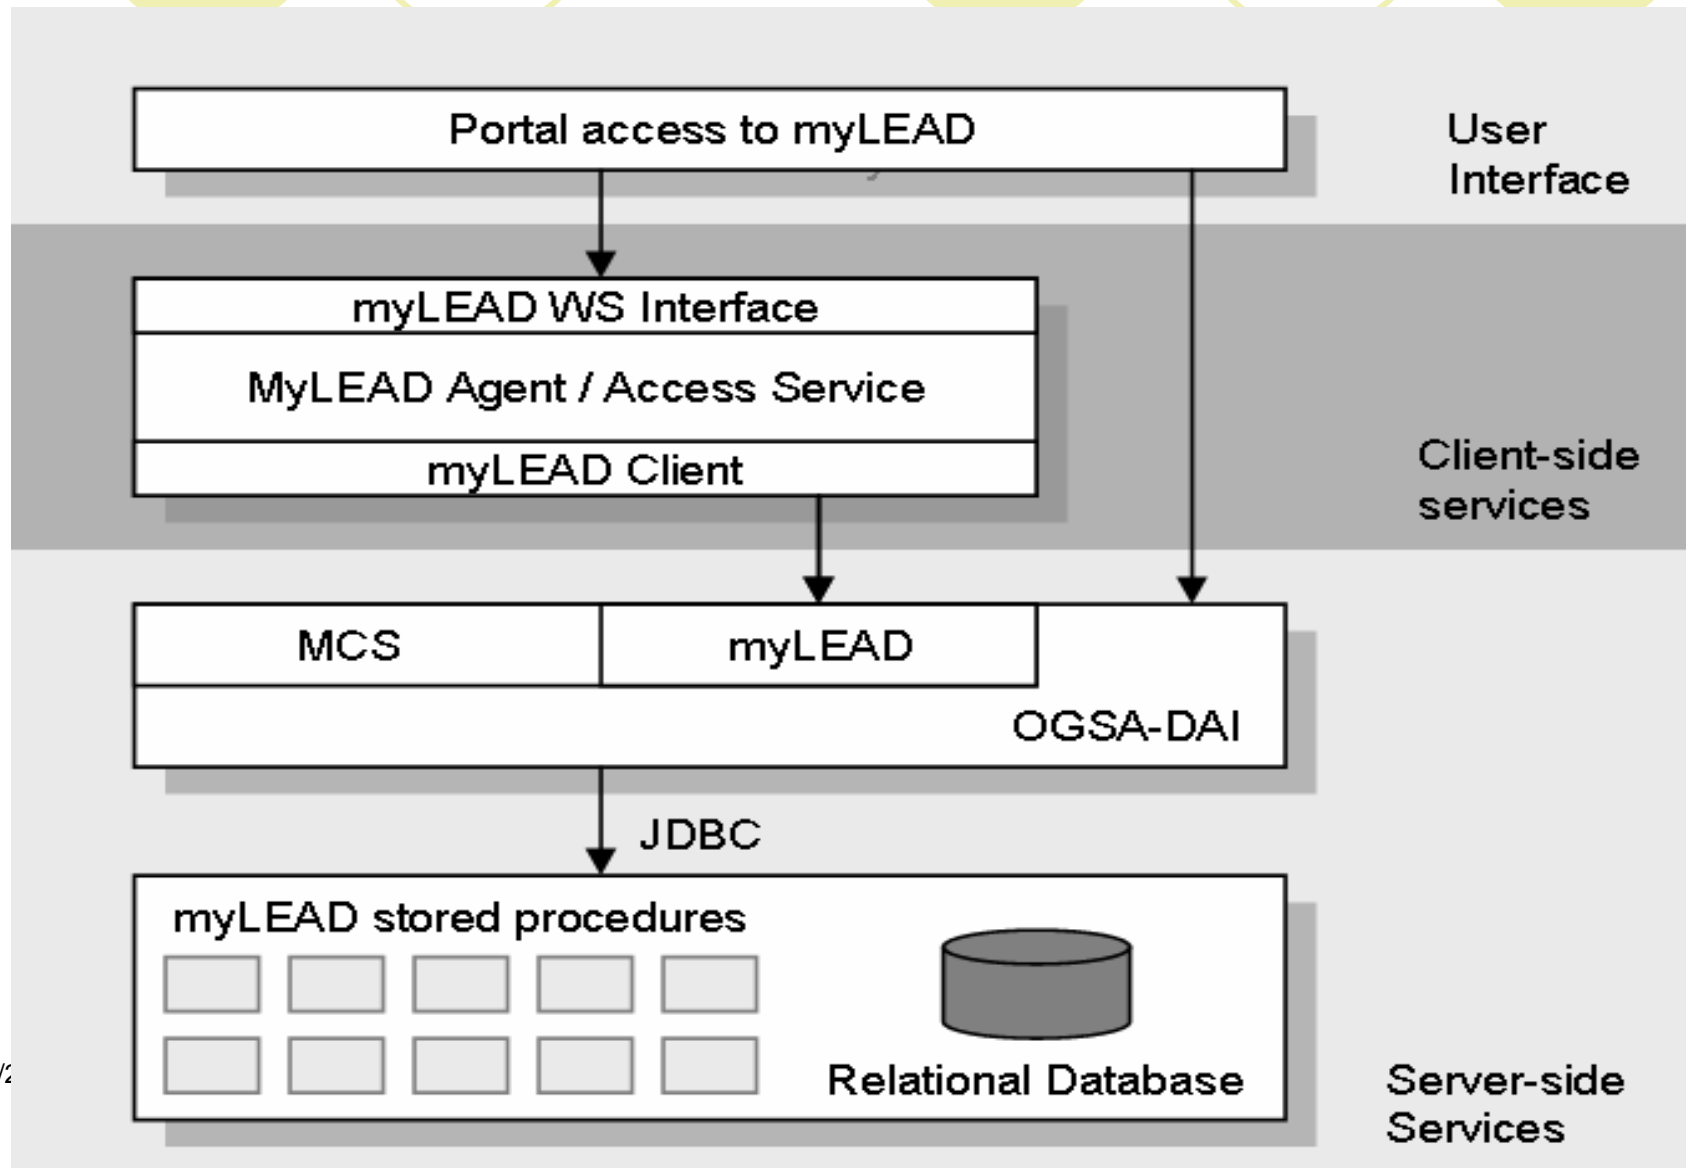 Portal access to myLEAD
User
Interface
myLEAD WS Interface
MyLEAD Agent / Access Service
myLEAD Client
Client-side
services
MCS
myLEAD
OGSA-DAI
JDBC
myLEAD stored procedures
Relational Database
Server-side
Services